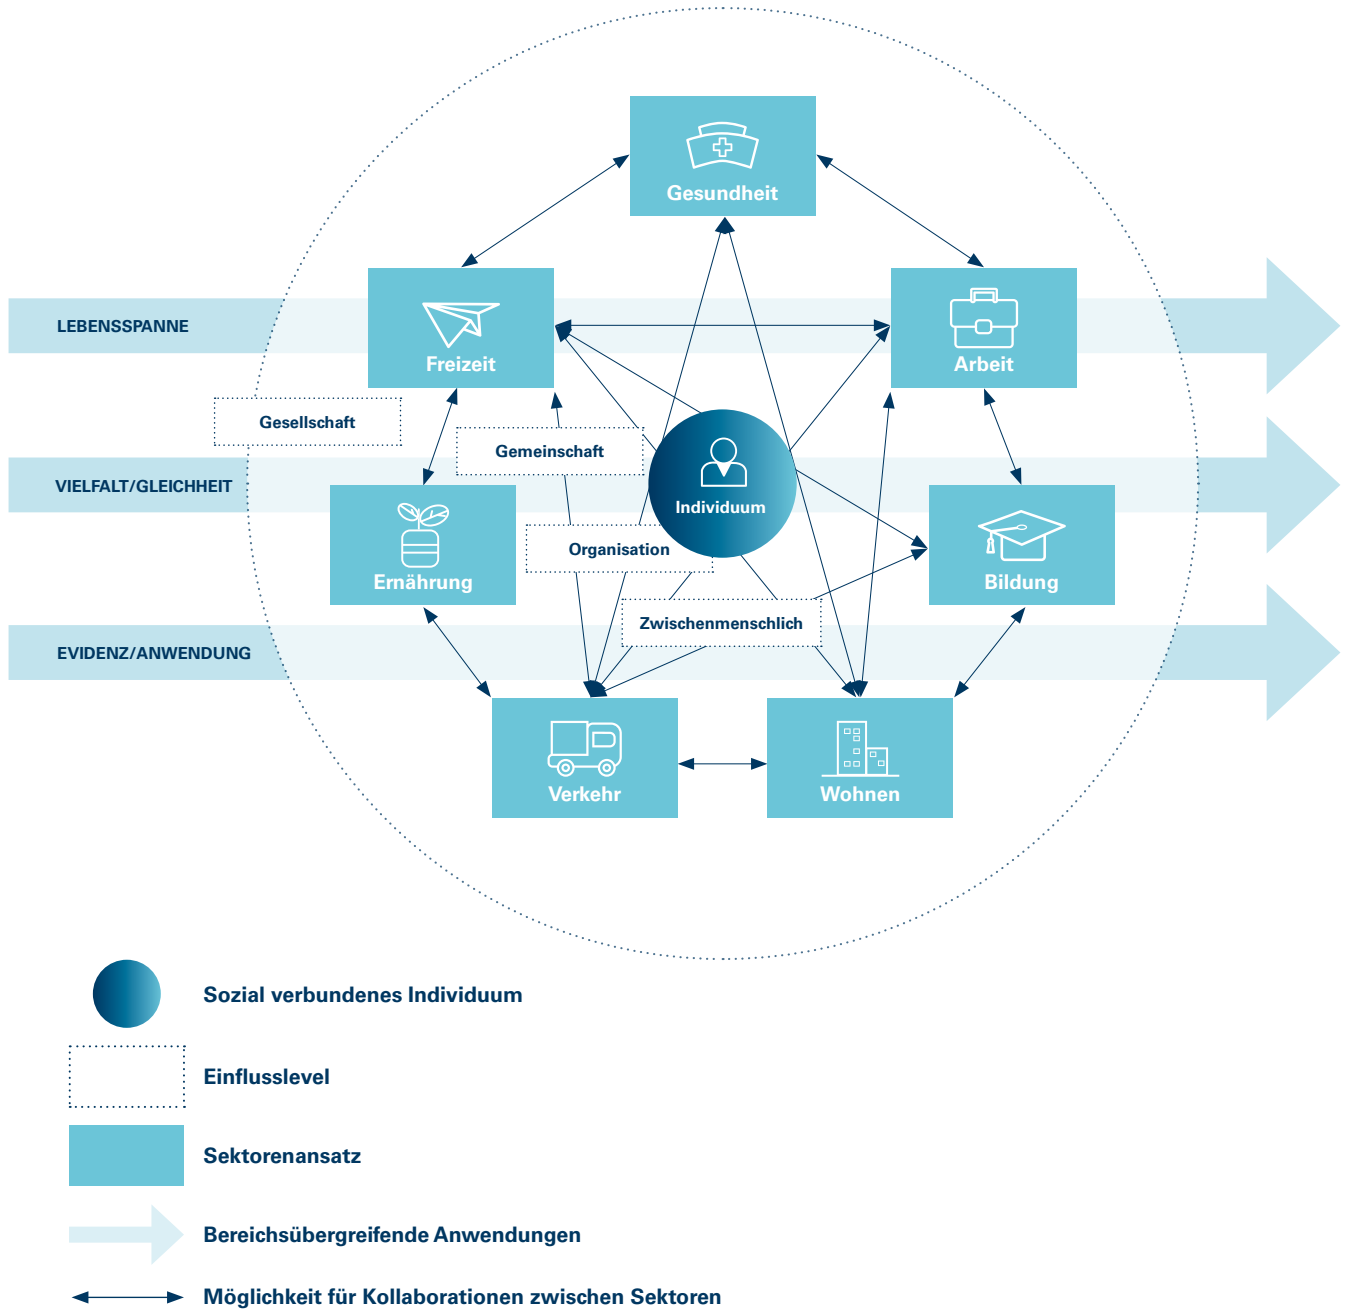 Gesundheit
LEBENSSPANNE
Freizeit
Arbeit
Gesellschaft
Gemeinschaft
VIELFALT/GLEICHHEIT
Individuum
Organisation
Ernährung
Bildung
Zwischenmenschlich
EVIDENZ/ANWENDUNG
Verkehr
Wohnen
Sozial verbundenes Individuum
Einflusslevel
Sektorenansatz
Bereichsübergreifende Anwendungen
Möglichkeit für Kollaborationen zwischen Sektoren